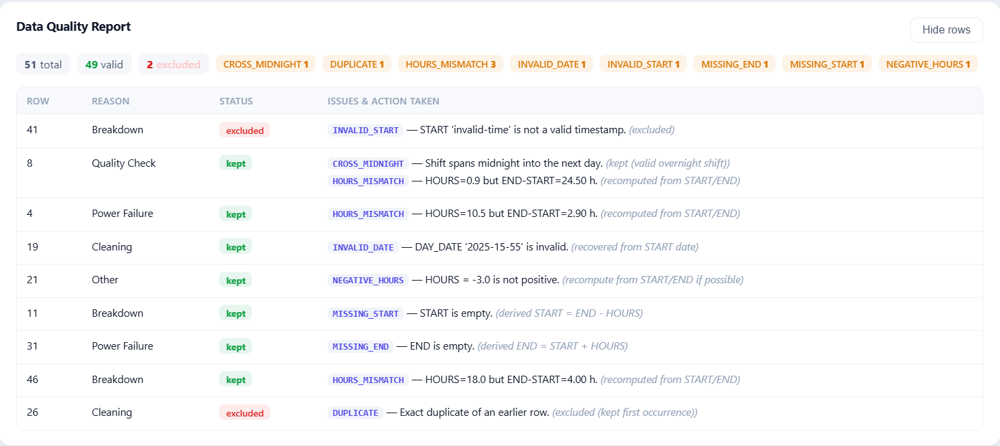 Data Quality Report
Hide rows
51 total 49 valid 2 excluded CROSS_MIDNIGHT 1 DUPLICATE 1 HOURS_MISMATCH 3 INVALID_DATE 1 INVALID_START 1 MISSING_END 1 MISSING_START 1 NEGATIVE_HOURS 1
ROW REASON STATUS ISSUES & ACTION TAKEN
41 Breakdown excluded INVALID_START — START 'invalid-time' is not a valid timestamp. (excluded)
8 Quality Check kept CROSS_MIDNIGHT — Shift spans midnight into the next day. (kept (valid overnight shift))
HOURS_MISMATCH — HOURS=0.9 but END-START=24.50 h. (recomputed from START/END)
4 Power Failure kept HOURS_MISMATCH — HOURS=10.5 but END-START=2.90 h. (recomputed from START/END)
19 Cleaning kept INVALID_DATE — DAY_DATE '2025-15-55' is invalid. (recovered from START date)
21 Other kept NEGATIVE_HOURS — HOURS = -3.0 is not positive. (recompute from START/END if possible)
11 Breakdown kept MISSING_START — START is empty. (derived START = END - HOURS)
31 Power Failure kept MISSING_END — END is empty. (derived END = START + HOURS)
46 Breakdown kept HOURS_MISMATCH — HOURS=18.0 but END-START=4.00 h. (recomputed from START/END)
26 Cleaning excluded DUPLICATE — Exact duplicate of an earlier row. (excluded (kept first occurrence))